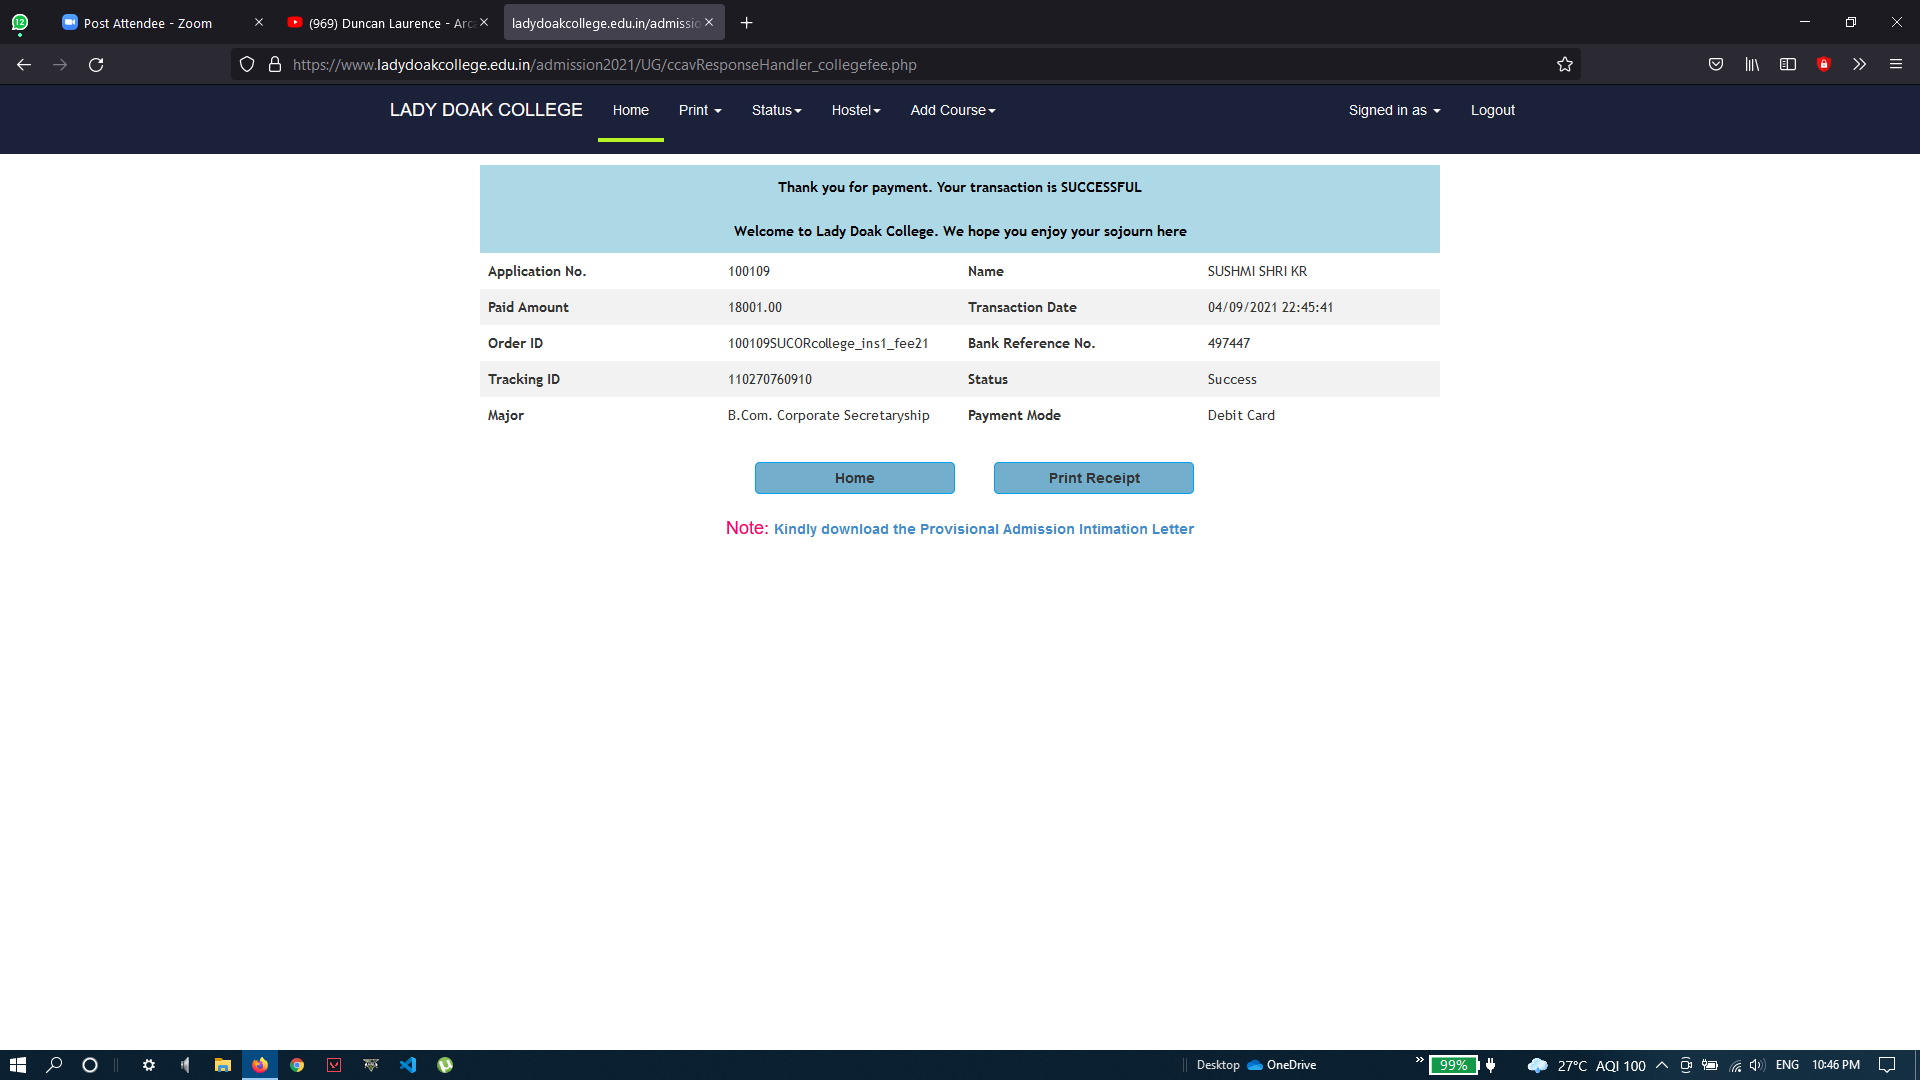 12
Post Attendee - Zoom
(969) Duncan Laurence - Arc
ladydoakcollege.edu.in/admissio
https://www.ladydoakcollege.edu.in/admission2021/UG/ccavResponseHandler_collegefee.php
LADY DOAK COLLEGE Home Print Status Hostel Add Course Signed in as Logout
Thank you for payment. Your transaction is SUCCESSFUL
Welcome to Lady Doak College. We hope you enjoy your sojourn here
Application No. 100109 Name SUSHMI SHRI KR
Paid Amount 18001.00 Transaction Date 04/09/2021 22:45:41
Order ID 100109SUCORcollege_ins1_fee21 Bank Reference No. 497447
Tracking ID 110270760910 Status Success
Major B.Com. Corporate Secretaryship Payment Mode Debit Card
Home Print Receipt
Note: Kindly download the Provisional Admission Intimation Letter
Desktop OneDrive 99% 27°C AQI 100 ENG 10:46 PM